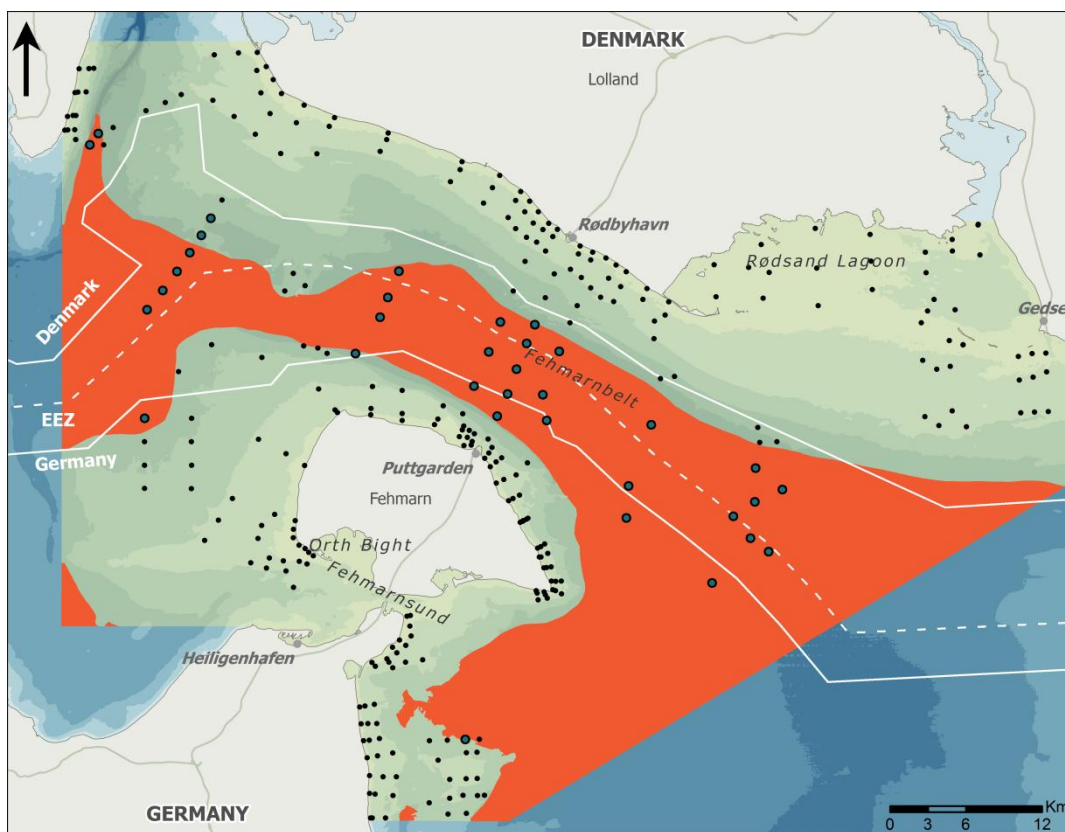 DENMARK
Lolland
Rødbyhavn
Rødsand Lagoon
Gedse
Denmark
Fehmarnbelt
EEZ
Germany
Puttgarden
Fehmarn
Orth Bight
Fehmarnsund
Heiligenhafen
GERMANY
Km
0 3 6 12